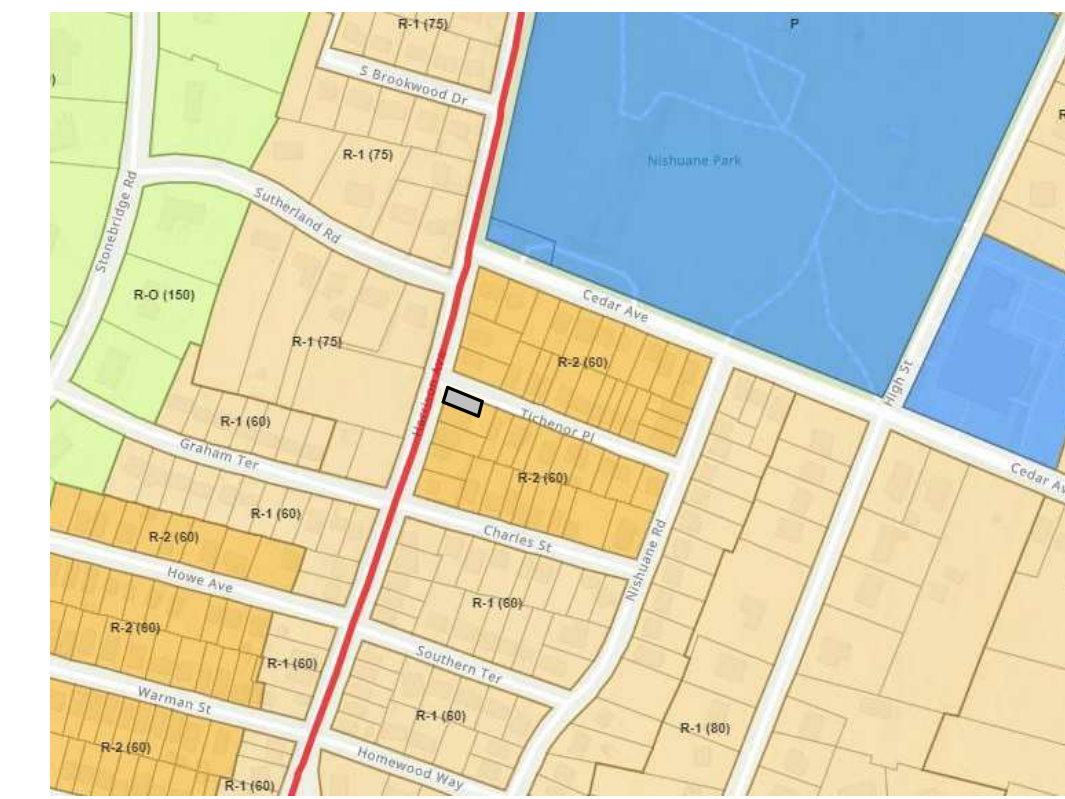 R-1 (75)
P
S Brookwood Dr
R-1 (75)
Nishuane Park
Sutherland Rd
Stonebridge Rd
R-O (150)
Cedar Ave
R-1 (75)
R-2 (60)
Harrison Ave
High St
R-1 (60)
Tichenor Pl
Graham Ter
R-2 (60)
Cedar Av
R-1 (60)
R-2 (60)
Charles St
Nishuane Rd
Howe Ave
R-1 (60)
R-2 (60)
R-1 (60)
Southern Ter
Warman St
R-1 (60)
R-1 (80)
R-2 (60)
Homewood Way
R-1 (60)